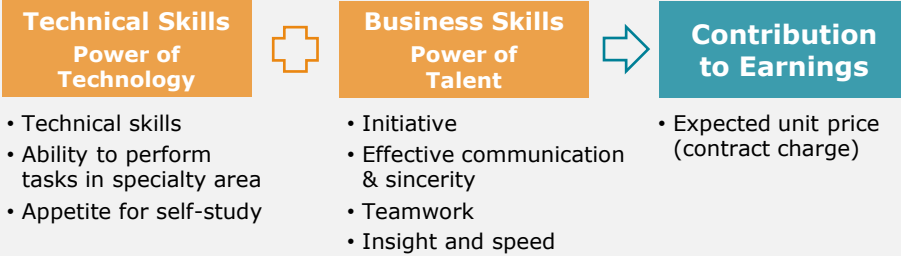 Technical Skills
Power of
Technology
• Technical skills
• Ability to perform
tasks in specialty area
• Appetite for self-study
Business Skills
Power of
Talent
• Initiative
• Effective communication
& sincerity
• Teamwork
• Insight and speed
Contribution
to Earnings
• Expected unit price
(contract charge)